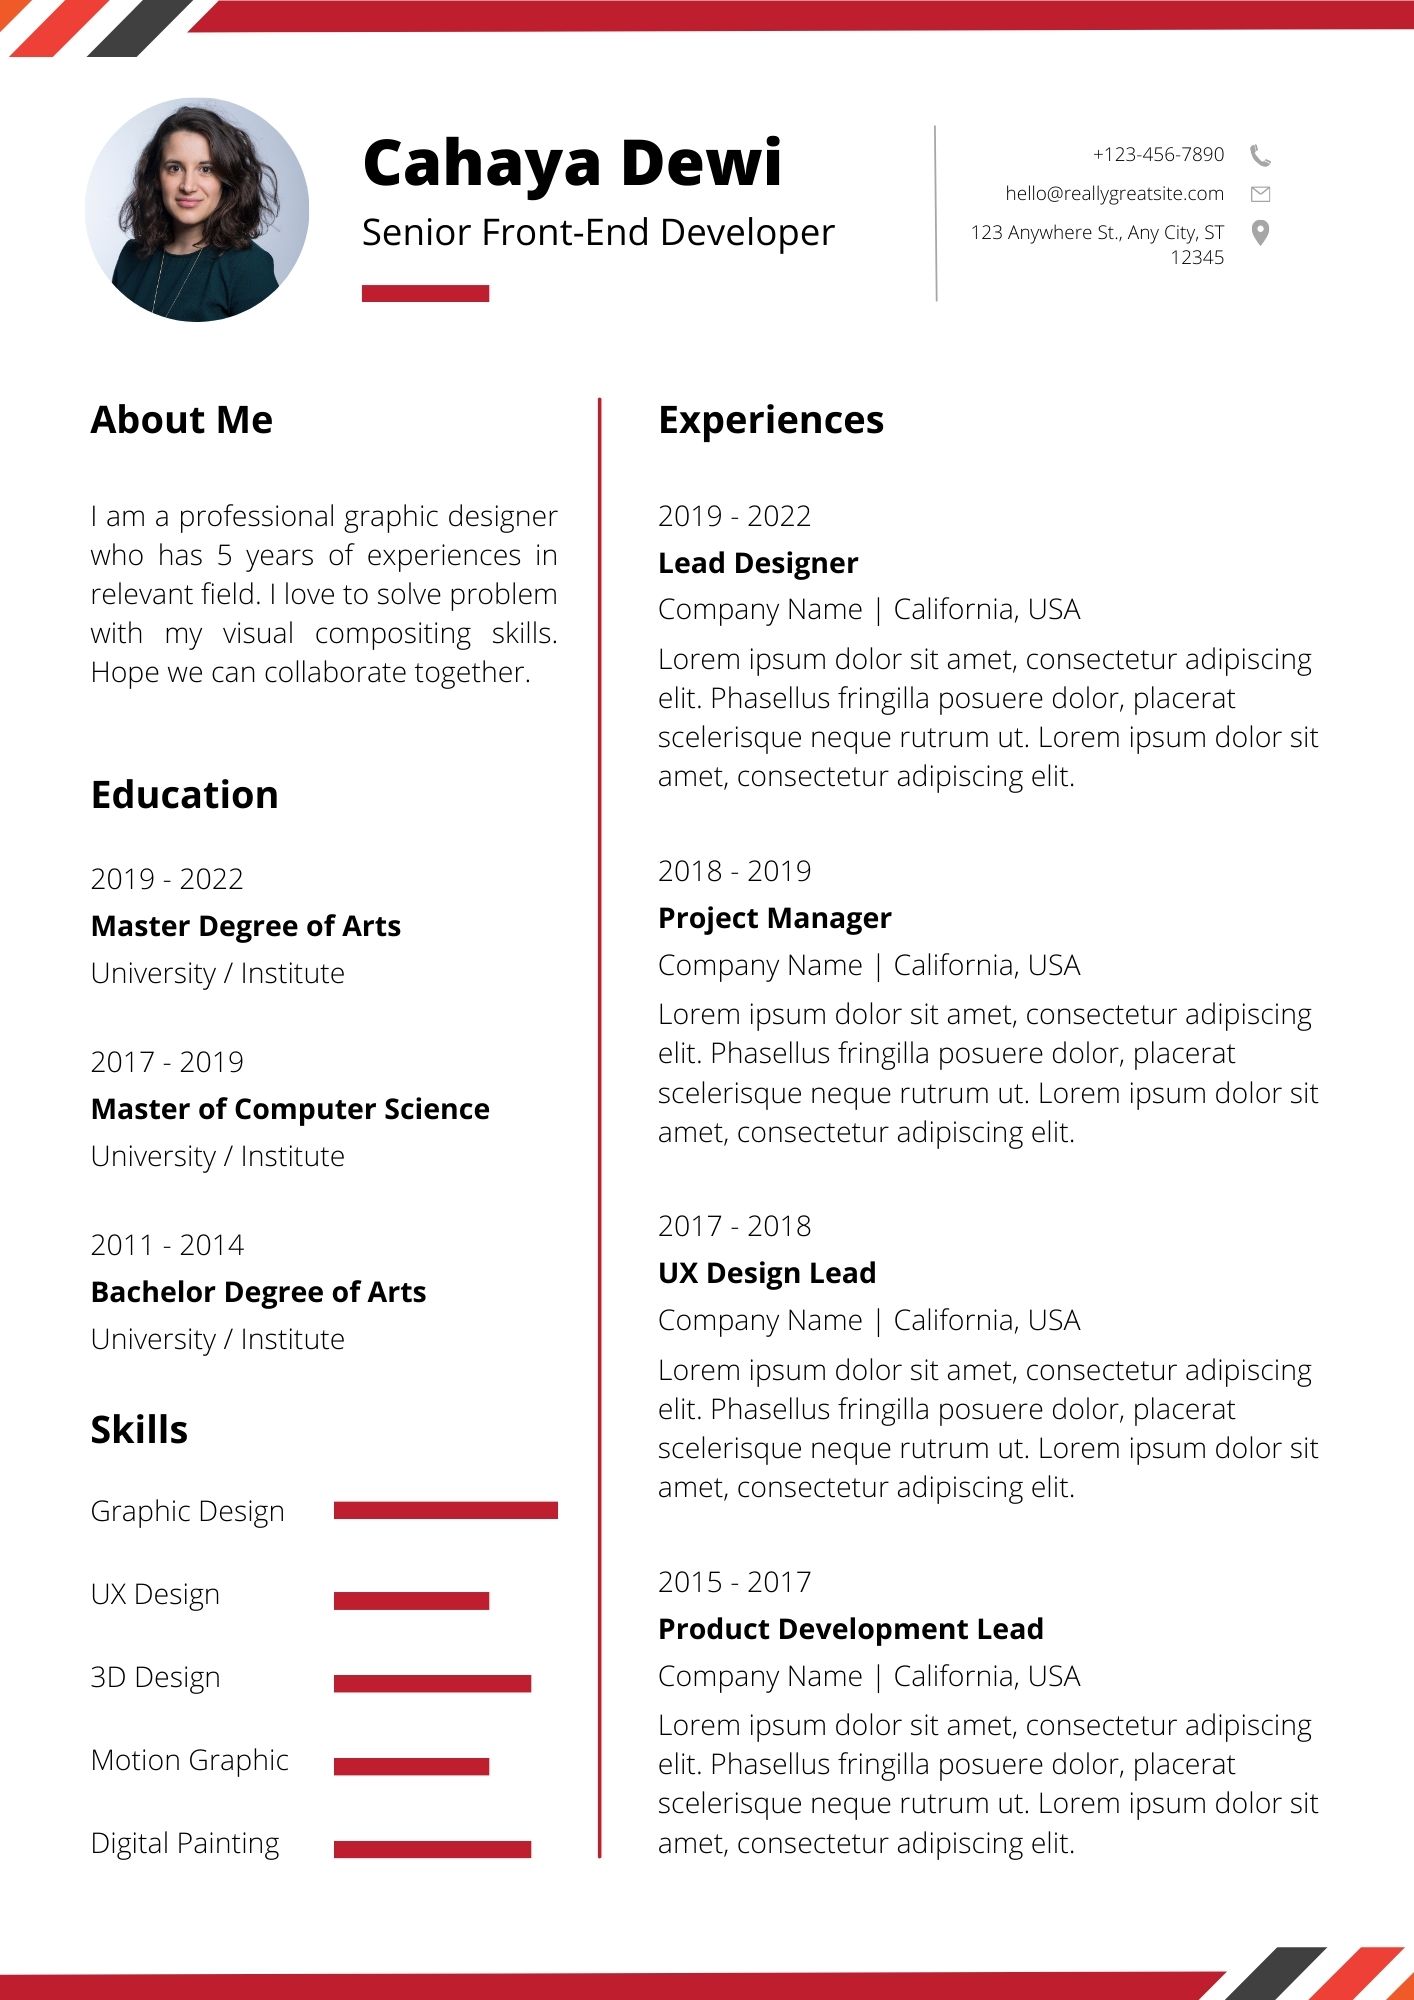 Cahaya Dewi
Senior Front-End Developer
+123-456-7890
hello@reallygreatsite.com
123 Anywhere St., Any City, ST
12345
About Me
I am a professional graphic designer
who has 5 years of experiences in
relevant field. I love to solve problem
with my visual compositing skills.
Hope we can collaborate together.
Education
2019 - 2022
Master Degree of Arts
University / Institute
2017 - 2019
Master of Computer Science
University / Institute
2011 - 2014
Bachelor Degree of Arts
University / Institute
Skills
Graphic Design
UX Design
3D Design
Motion Graphic
Digital Painting
Experiences
2019 - 2022
Lead Designer
Company Name | California, USA
Lorem ipsum dolor sit amet, consectetur adipiscing
elit. Phasellus fringilla posuere dolor, placerat
scelerisque neque rutrum ut. Lorem ipsum dolor sit
amet, consectetur adipiscing elit.
2018 - 2019
Project Manager
Company Name | California, USA
Lorem ipsum dolor sit amet, consectetur adipiscing
elit. Phasellus fringilla posuere dolor, placerat
scelerisque neque rutrum ut. Lorem ipsum dolor sit
amet, consectetur adipiscing elit.
2017 - 2018
UX Design Lead
Company Name | California, USA
Lorem ipsum dolor sit amet, consectetur adipiscing
elit. Phasellus fringilla posuere dolor, placerat
scelerisque neque rutrum ut. Lorem ipsum dolor sit
amet, consectetur adipiscing elit.
2015 - 2017
Product Development Lead
Company Name | California, USA
Lorem ipsum dolor sit amet, consectetur adipiscing
elit. Phasellus fringilla posuere dolor, placerat
scelerisque neque rutrum ut. Lorem ipsum dolor sit
amet, consectetur adipiscing elit.